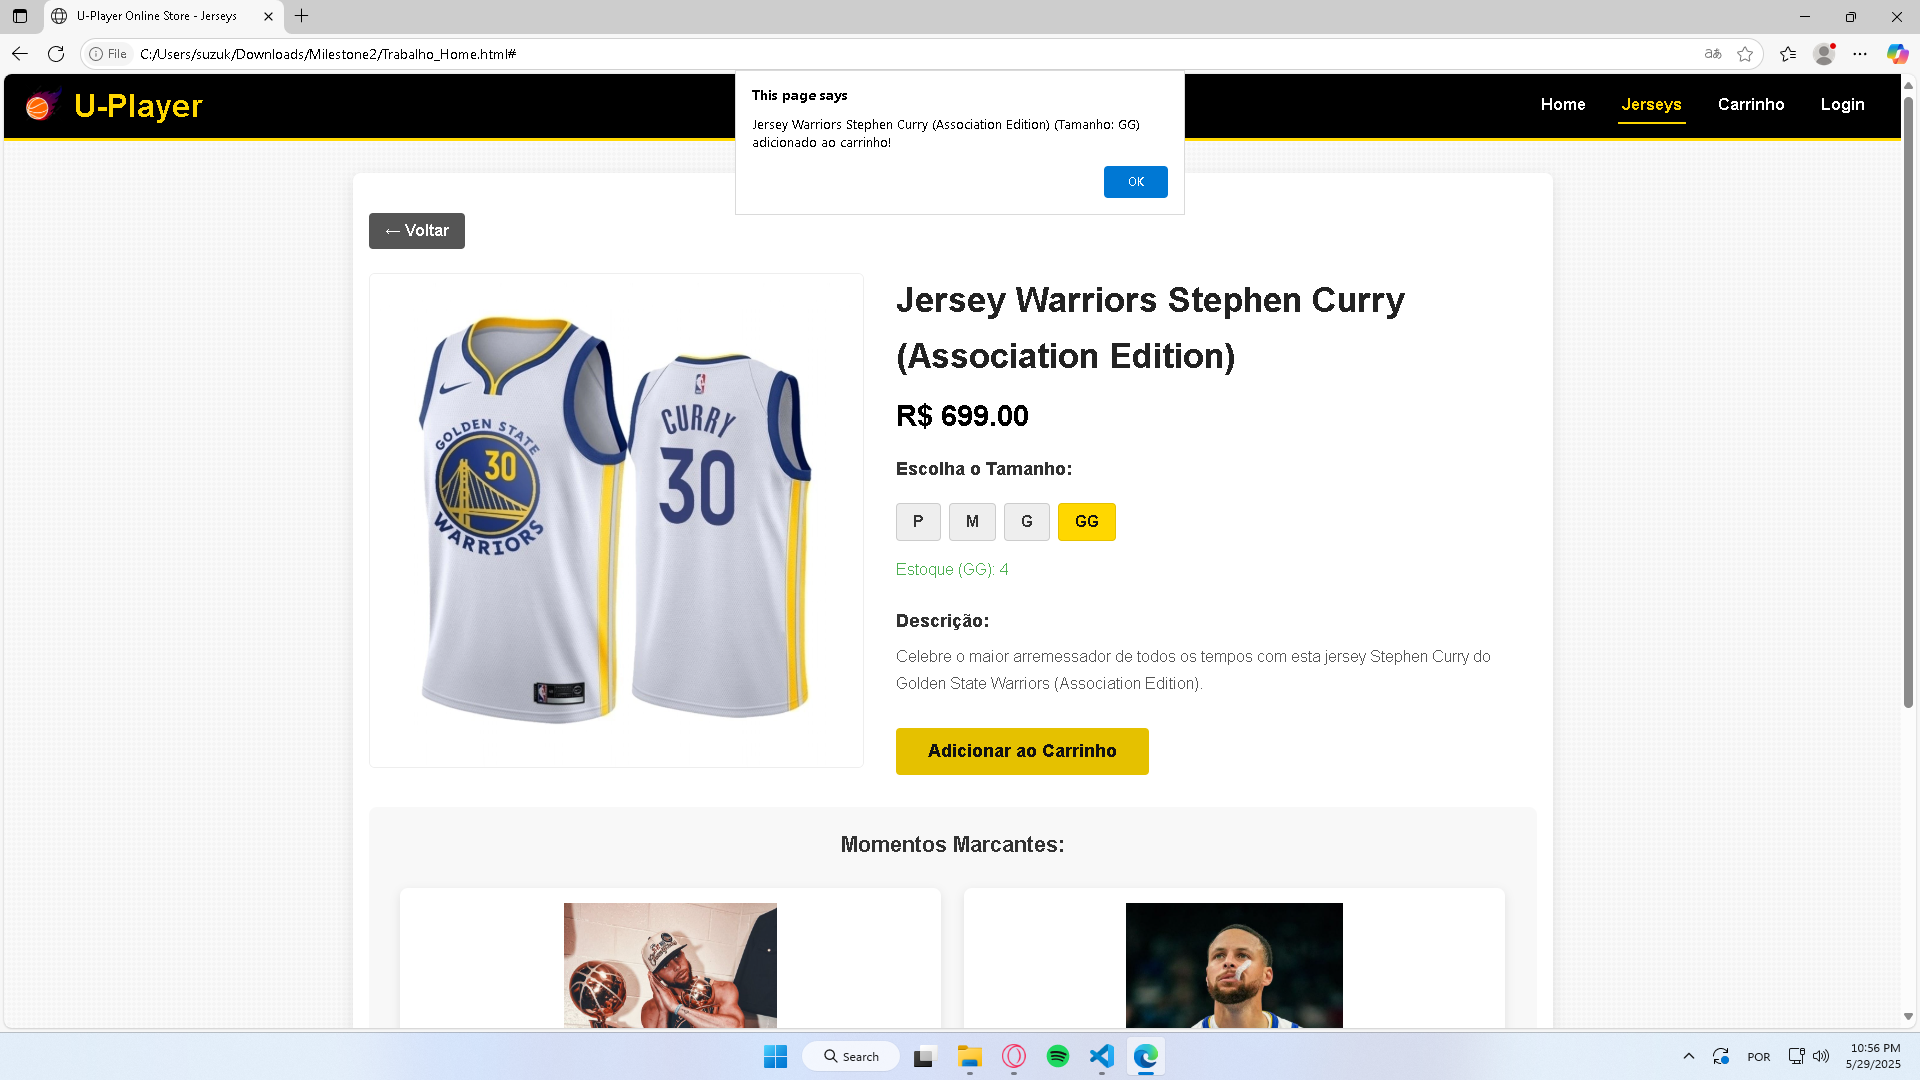 U-Player Online Store - Jerseys
File
C:/Users/suzuk/Downloads/Milestone2/Trabalho_Home.html#
U-Player
Home
Jerseys
Carrinho
Login
This page says
Jersey Warriors Stephen Curry (Association Edition) (Tamanho: GG)
adicionado ao carrinho!
OK
← Voltar
GOLDEN STATE
30
WARRIORS
CURRY
30
Jersey Warriors Stephen Curry
(Association Edition)
R$ 699.00
Escolha o Tamanho:
P
M
G
GG
Estoque (GG): 4
Descrição:
Celebre o maior arremessador de todos os tempos com esta jersey Stephen Curry do
Golden State Warriors (Association Edition).
Adicionar ao Carrinho
Momentos Marcantes:
Search
POR
10:56 PM
5/29/2025